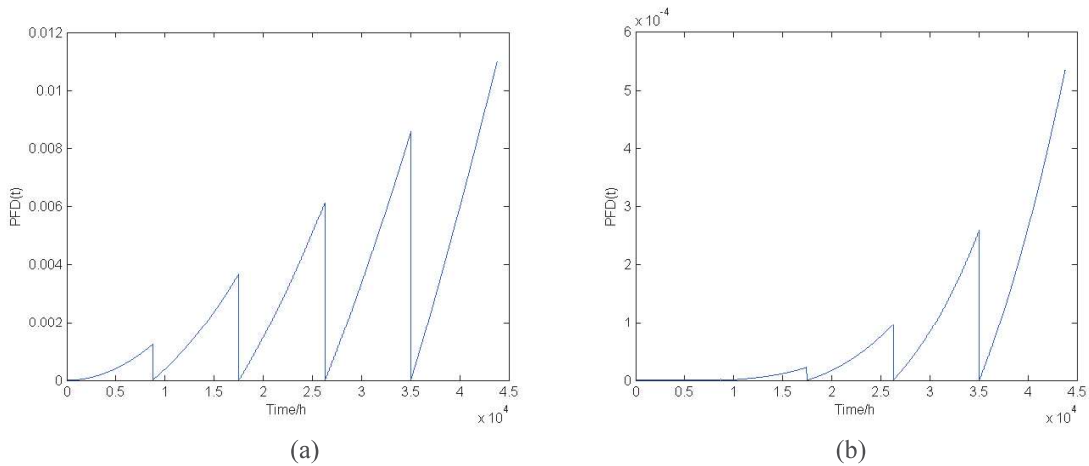 0.012
0.01
0.008
0.006
0.004
0.002
0
PFD(t)
0 0.5 1 1.5 2 2.5 3 3.5 4 4.5
Time/h
x 10^4
(a)
x 10^-4
6
5
4
3
2
1
0
PFD(t)
0 0.5 1 1.5 2 2.5 3 3.5 4 4.5
Time/h
x 10^4
(b)